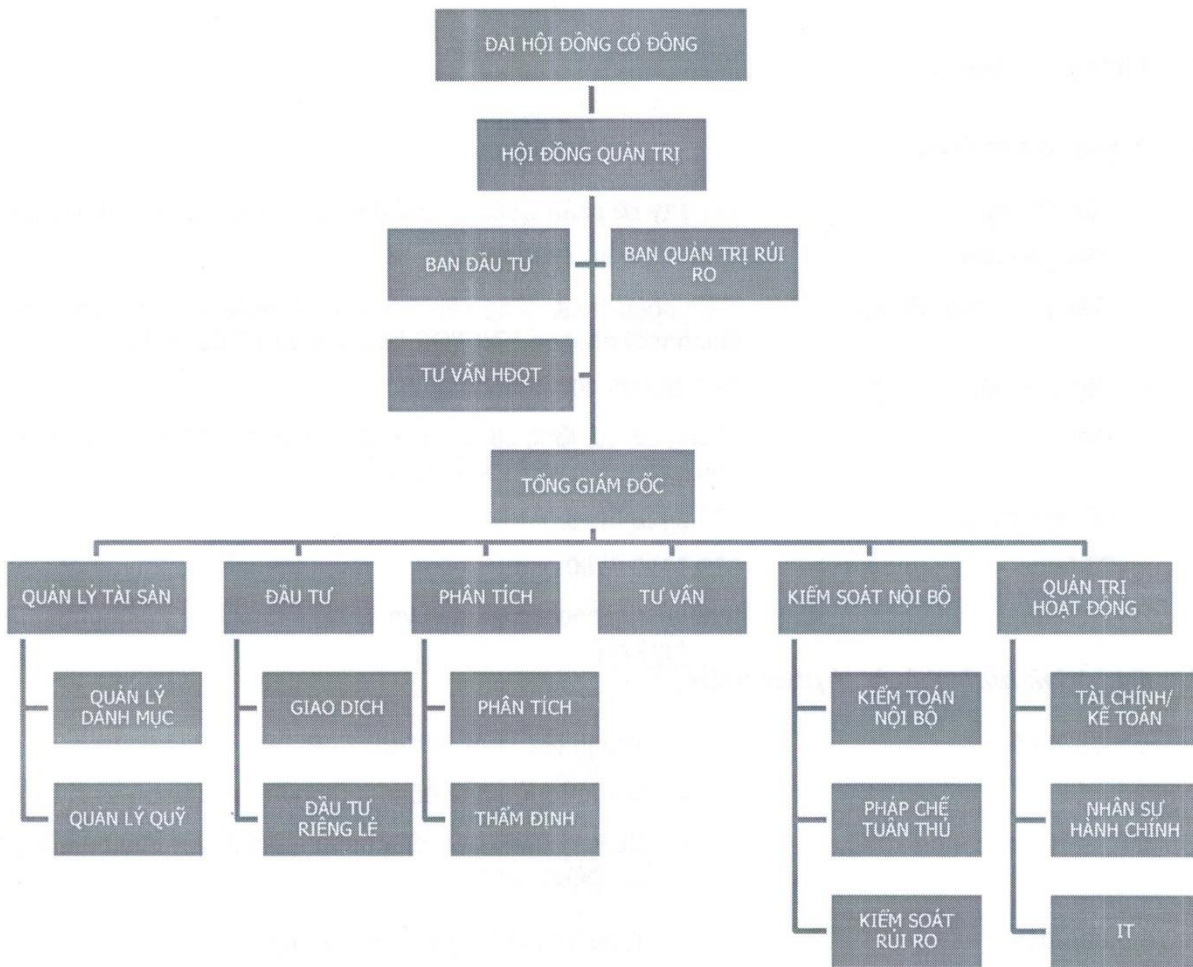 ĐAI HỘI ĐỒNG CỔ ĐÔNG
HỘI ĐỒNG QUẢN TRỊ
BAN ĐẦU TƯ
BAN QUẢN TRỊ RỦI
RO
TƯ VẤN HĐQT
TỔNG GIÁM ĐỐC
QUẢN LÝ TÀI SẢN
ĐẦU TƯ
PHÂN TÍCH
TƯ VẤN
KIỂM SOÁT NỘI BỘ
QUẢN TRỊ
HOẠT ĐỘNG
QUẢN LÝ
DANH MỤC
GIAO DỊCH
PHÂN TÍCH
KIỂM TOÁN
NỘI BỘ
TÀI CHÍNH/
KẾ TOÁN
QUẢN LÝ QUỸ
ĐẦU TƯ
RIÊNG LẺ
THẨM ĐỊNH
PHÁP CHẾ
TUÂN THỦ
NHÂN SỰ
HÀNH CHÍNH
KIỂM SOÁT
RỦI RO
IT